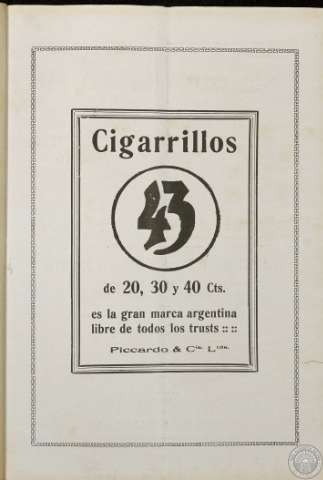 Cigarrillos
43
de 20, 30 y 40 Cts.
es la gran marca argentina
libre de todos los trusts :: ::
Piccardo & Cia. Ltda.